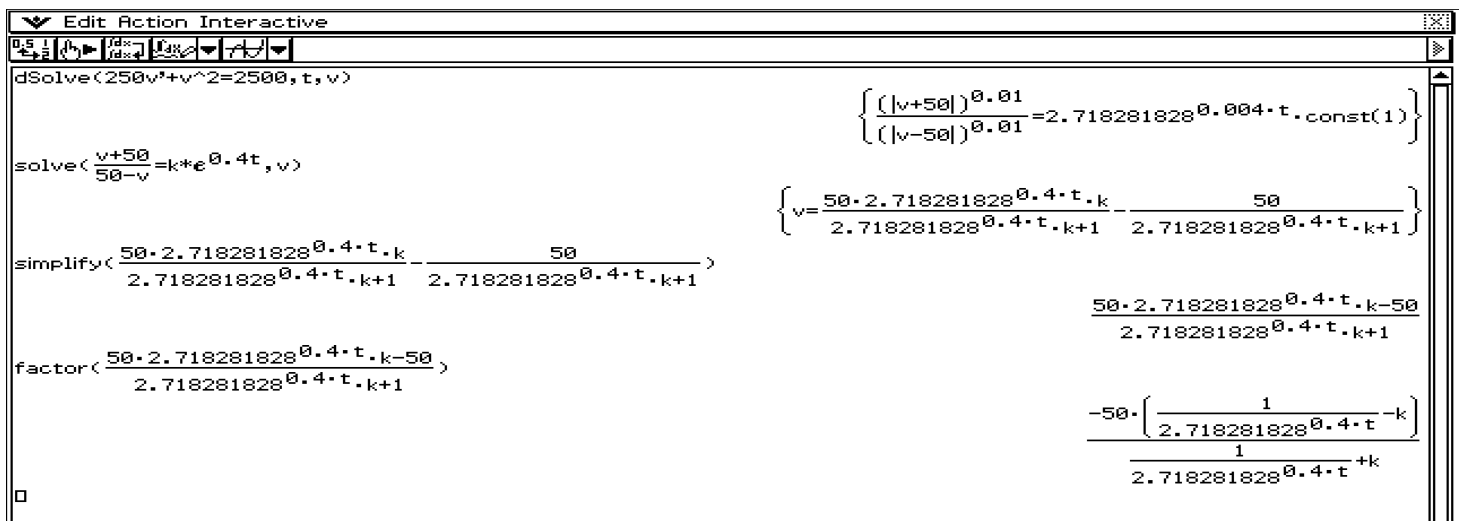 Edit Action Interactive
dSolve(250v'+v^2=2500,t,v)
{(|v+50|)^0.01/(|v-50|)^0.01=2.718281828^0.004·t·const(1)}
solve((v+50)/(50-v)=k*e^0.4t,v)
{v=50·2.718281828^0.4·t·k/2.718281828^0.4·t·k+1-50/2.718281828^0.4·t·k+1}
simplify(50·2.718281828^0.4·t·k/2.718281828^0.4·t·k+1-50/2.718281828^0.4·t·k+1)
50·2.718281828^0.4·t·k-50/2.718281828^0.4·t·k+1
factor(50·2.718281828^0.4·t·k-50/2.718281828^0.4·t·k+1)
-50·(1/2.718281828^0.4·t-k)/1/2.718281828^0.4·t+k